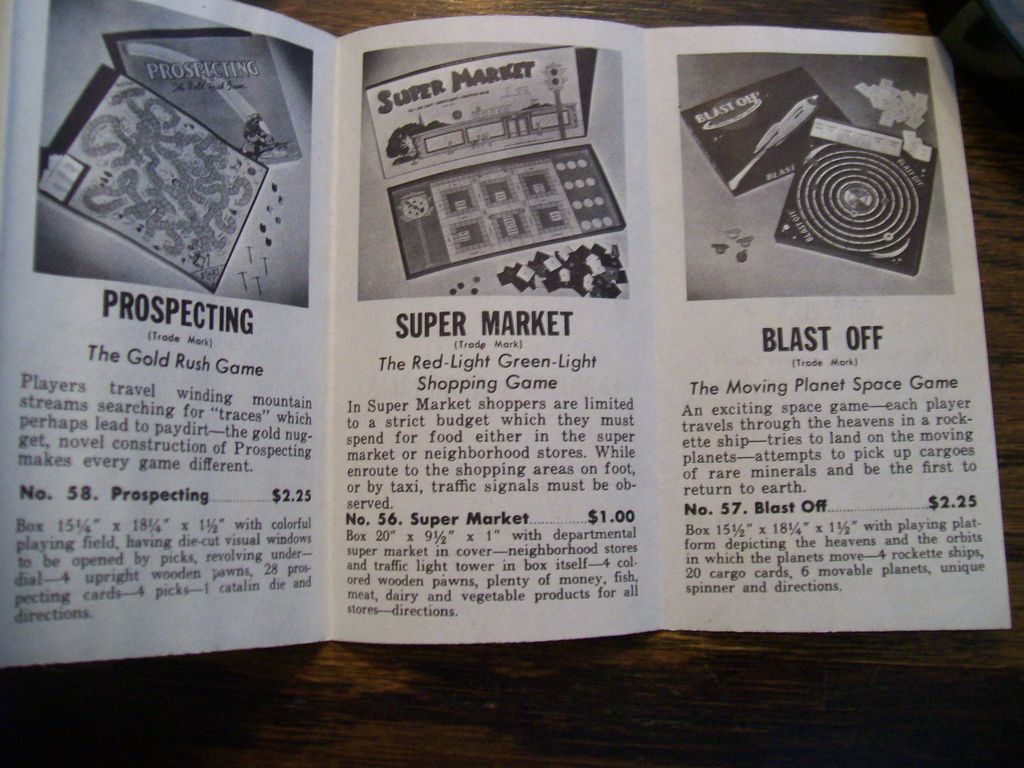 PROSPECTING
The Gold Rush Game
PROSPECTING
(Trade Mark)
The Gold Rush Game
Players travel winding mountain
streams searching for "traces" which
perhaps lead to paydirt—the gold nug-
get, novel construction of Prospecting
makes every game different.
No. 58. Prospecting..........$2.25
Box 15¼" x 18¼" x 1½" with colorful
playing field, having die-cut visual windows
to be opened by picks, revolving under-
dial—4 upright wooden pawns, 28 pros-
pecting cards—4 picks—1 catalin die and
directions.
SUPER MARKET
SUPER MARKET
(Trade Mark)
The Red-Light Green-Light
Shopping Game
In Super Market shoppers are limited
to a strict budget which they must
spend for food either in the super
market or neighborhood stores. While
enroute to the shopping areas on foot,
or by taxi, traffic signals must be ob-
served.
No. 56. Super Market..........$1.00
Box 20" x 9½" x 1" with departmental
super market in cover—neighborhood stores
and traffic light tower in box itself—4 col-
ored wooden pawns, plenty of money, fish,
meat, dairy and vegetable products for all
stores—directions.
BLAST OFF
BLAST
BLAST OFF
BLAST OFF
BLAST OFF
(Trade Mark)
The Moving Planet Space Game
An exciting space game—each player
travels through the heavens in a rock-
ette ship—tries to land on the moving
planets—attempts to pick up cargoes
of rare minerals and be the first to
return to earth.
No. 57. Blast Off....................$2.25
Box 15½" x 18¼" x 1½" with playing plat-
form depicting the heavens and the orbits
in which the planets move—4 rockette ships,
20 cargo cards, 6 movable planets, unique
spinner and directions.